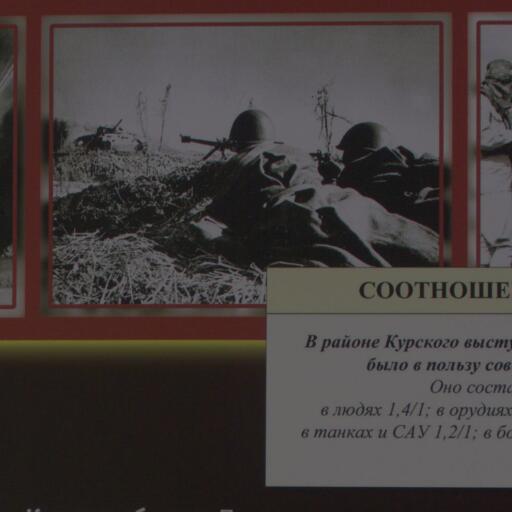 СООТНОШЕ
В районе Курского высту
было в пользу сов
Оно соста
в людях 1,4/1; в орудиях
в танках и САУ 1,2/1; в бо